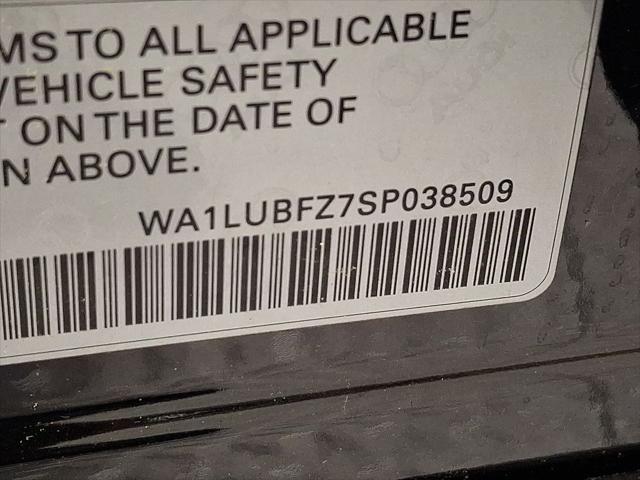 MS TO ALL APPLICABLE
VEHICLE SAFETY
ON THE DATE OF
N ABOVE.
WA1LUBFZ7SP038509